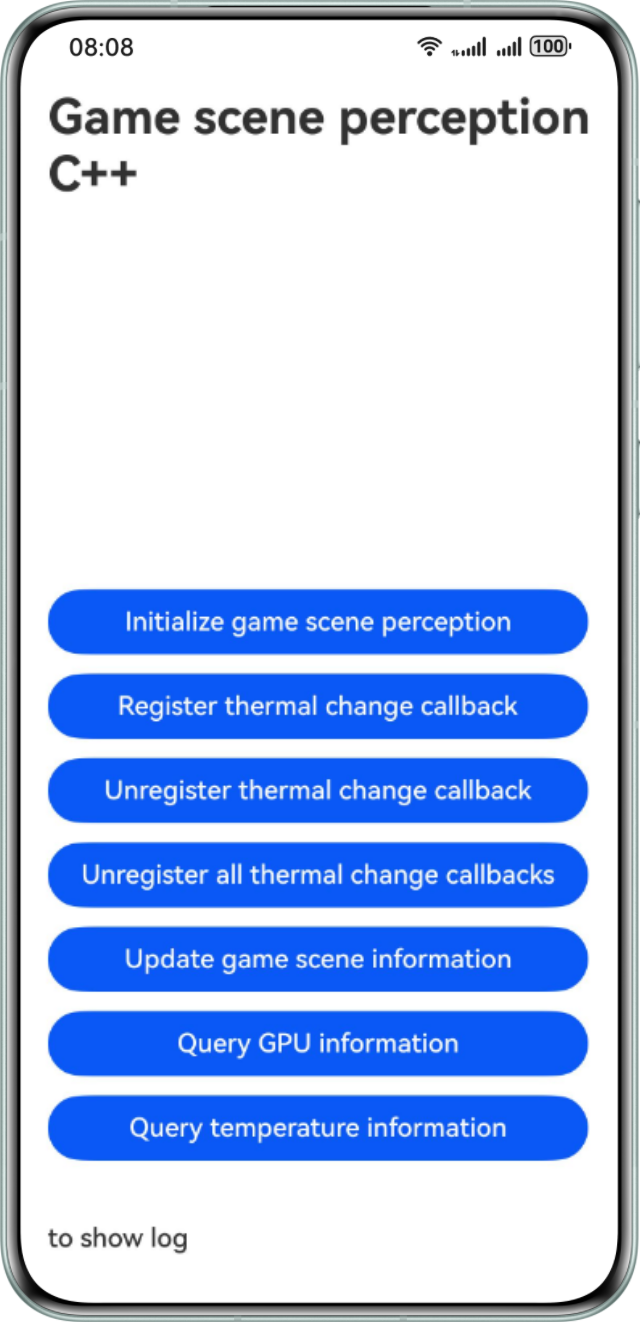 08:08
100
Game scene perception
C++
Initialize game scene perception
Register thermal change callback
Unregister thermal change callback
Unregister all thermal change callbacks
Update game scene information
Query GPU information
Query temperature information
to show log